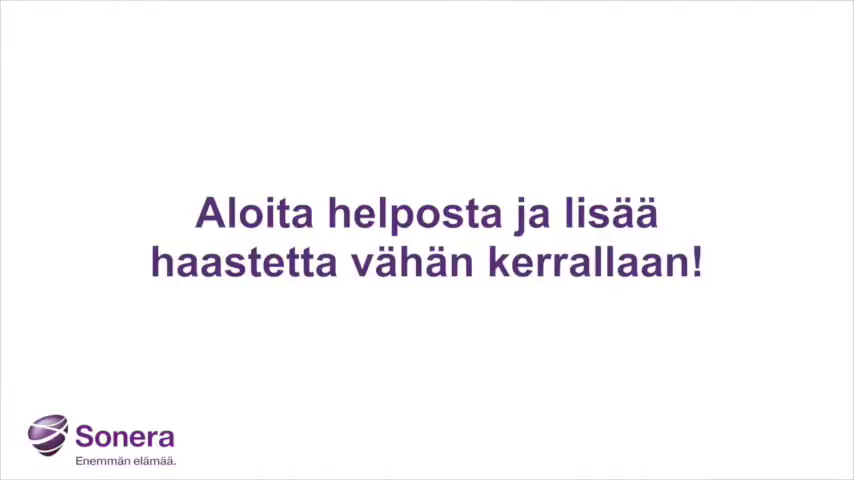 Aloita helposta ja lisää
haastetta vähän kerrallaan!
Sonera
Enemmän elämää.